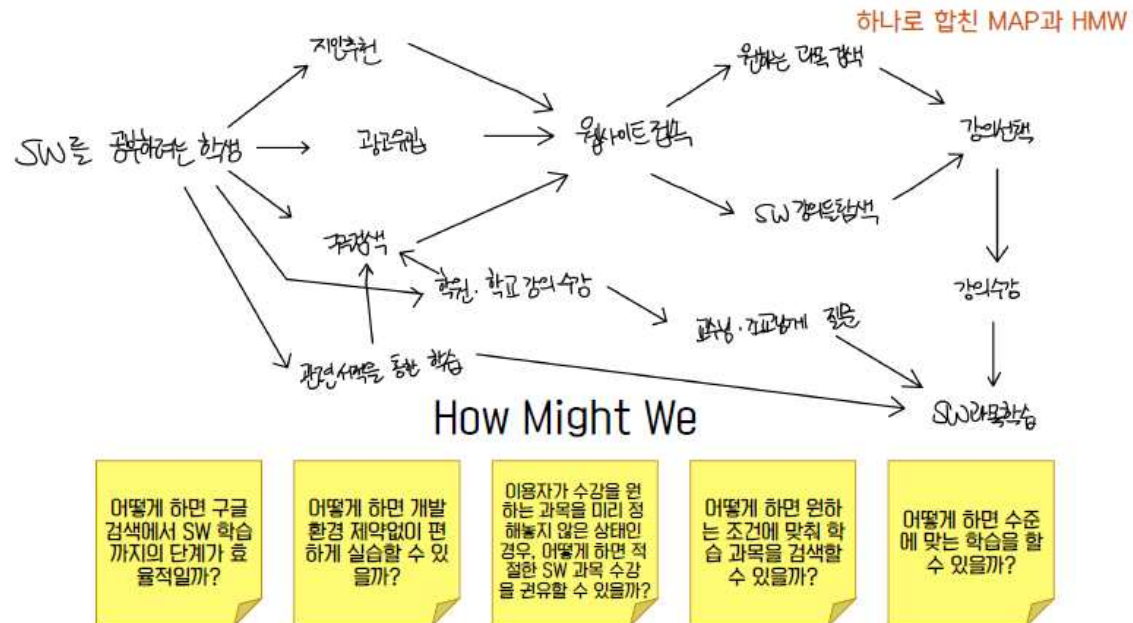 하나로 합친 MAP과 HMW
지인추천
원하는 과목 검색
SW를 공부하려는 학생
광고유입
웹사이트접속
강의선택
SW강의들탐색
구글검색
학원·학교 강의 수강
강의수강
교수님·조교님께 질문
관련서적을 통한 학습
SW과목학습
How Might We
어떻게 하면 구글
검색에서 SW 학습
까지의 단계가 효
율적일까?
어떻게 하면 개발
환경 제약없이 편
하게 실습할 수 있
을까?
이용자가 수강을 원
하는 과목을 미리 정
해놓지 않은 상태인
경우, 어떻게 하면 적
절한 SW 과목 수강
을 권유할 수 있을까?
어떻게 하면 원하
는 조건에 맞춰 학
습 과목을 검색할
수 있을까?
어떻게 하면 수준
에 맞는 학습을 할
수 있을까?